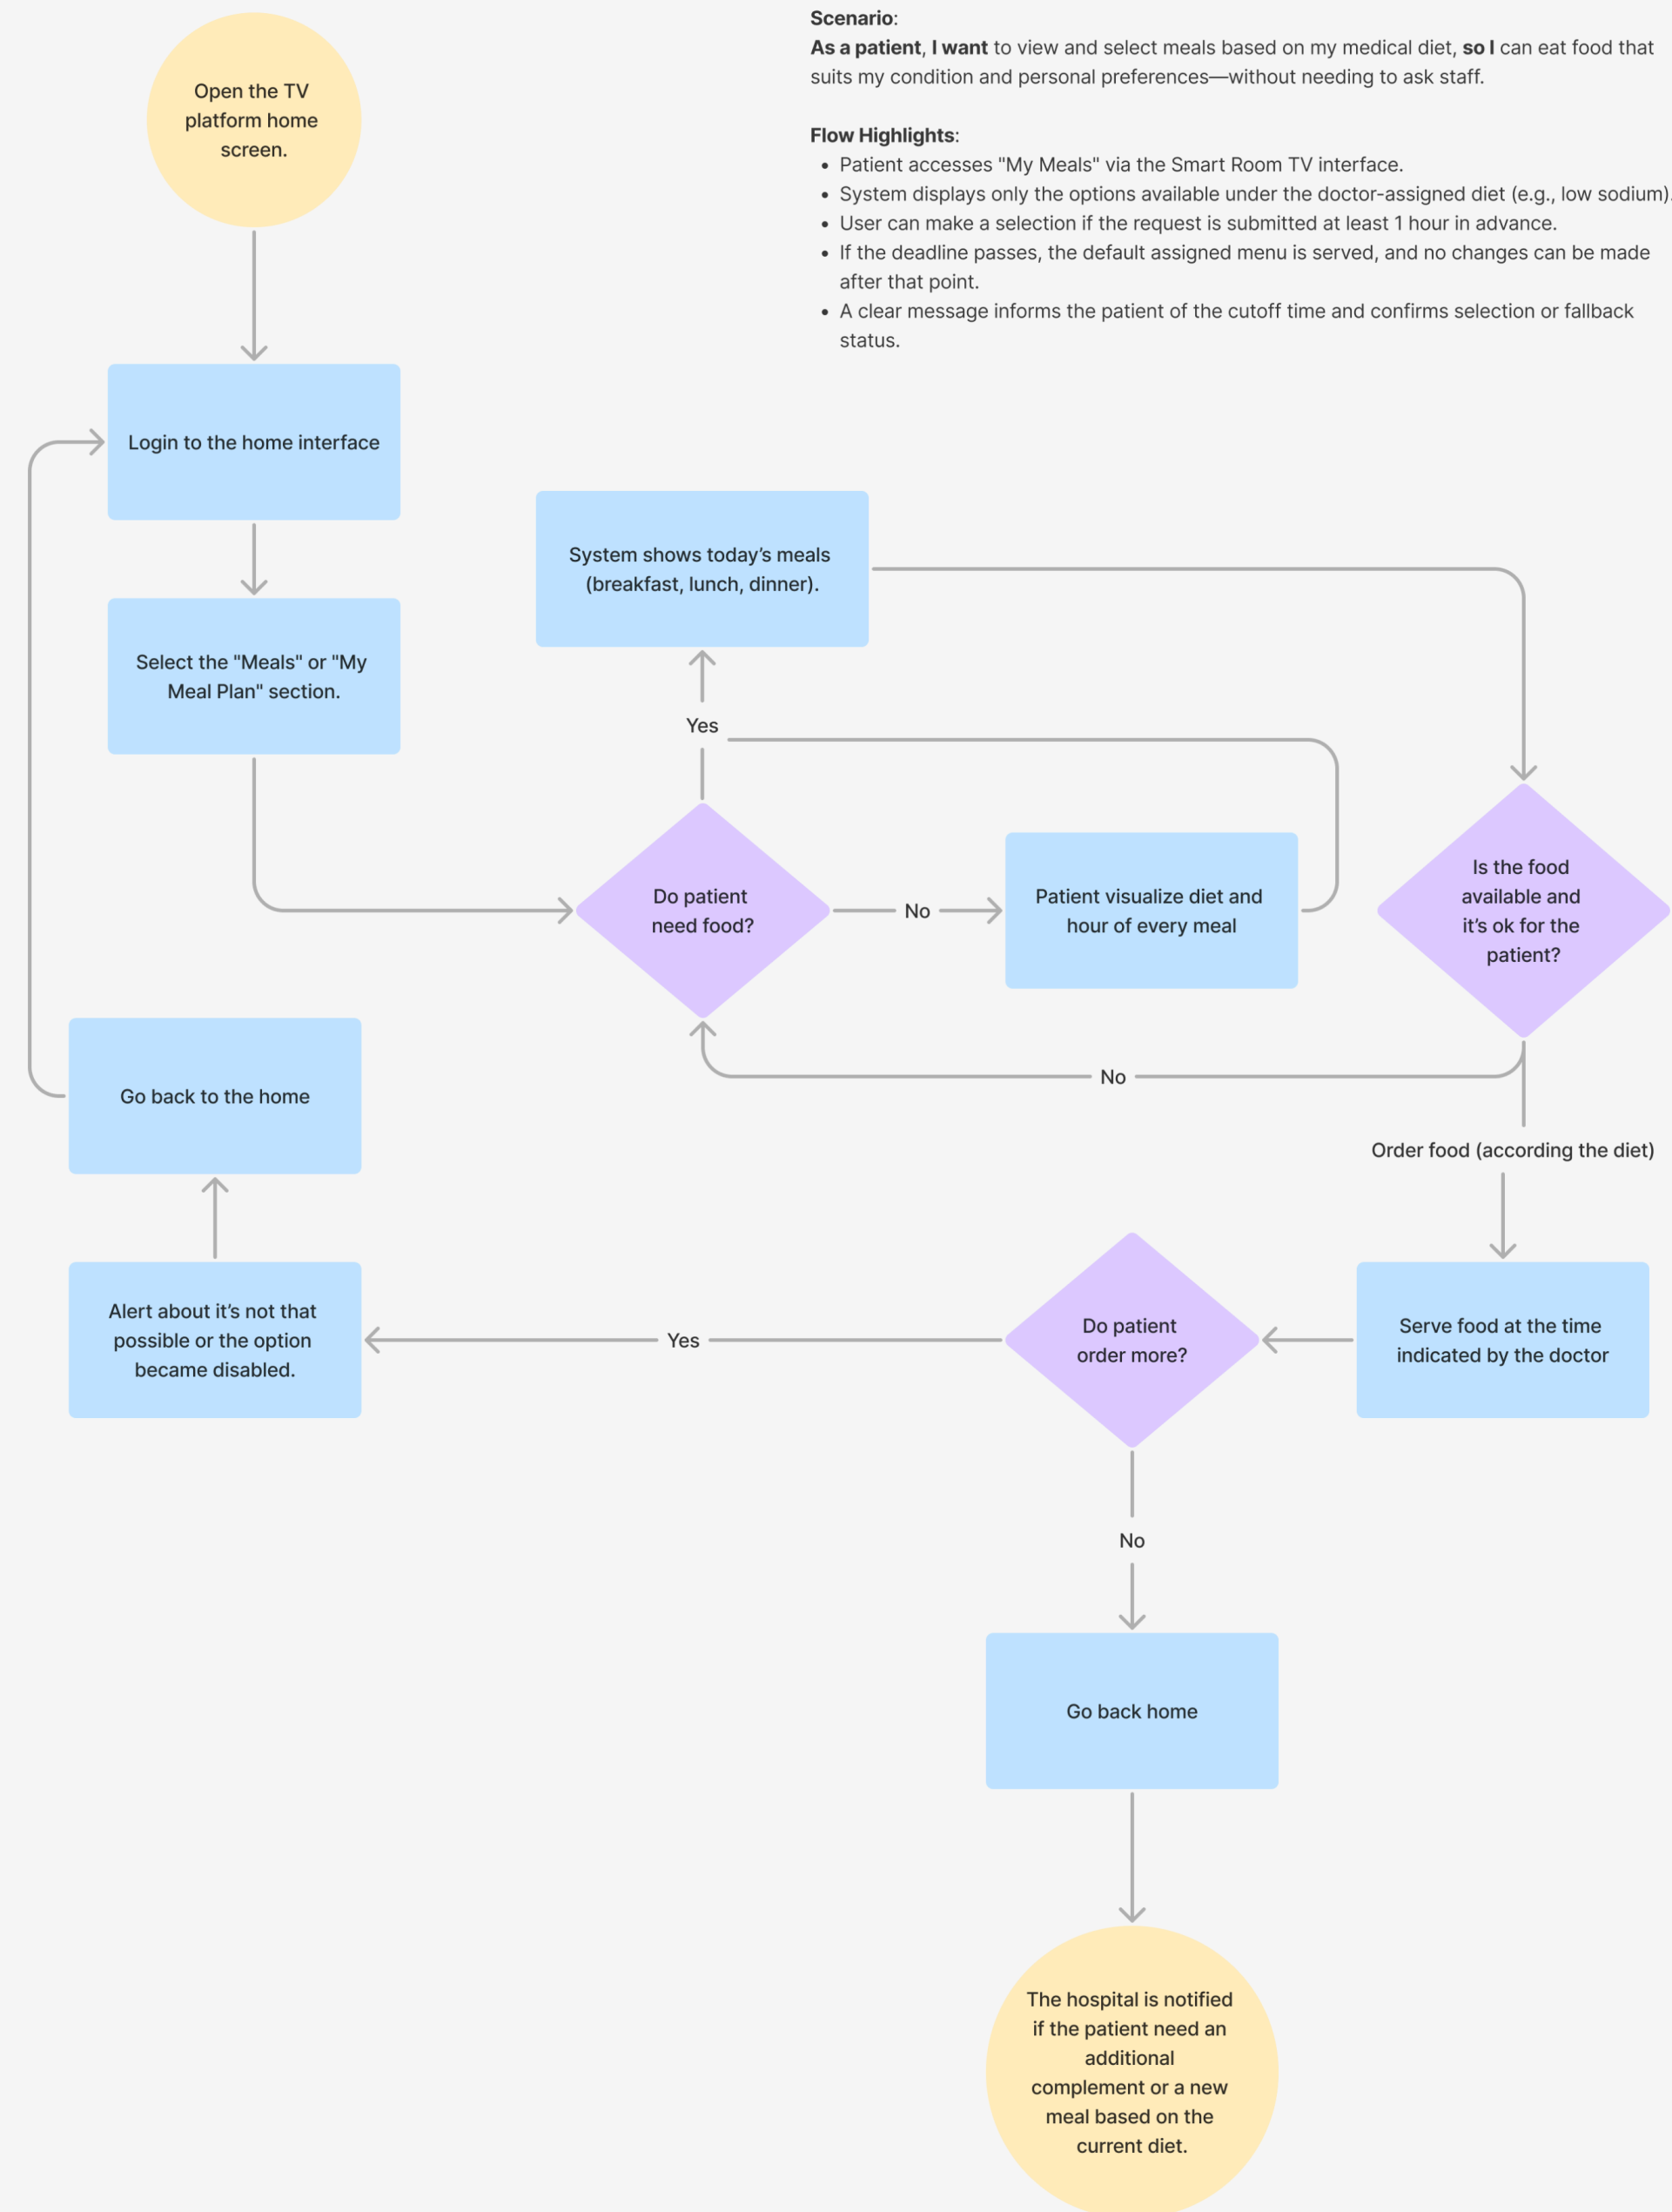 Scenario:
As a patient, I want to view and select meals based on my medical diet, so I can eat food that
suits my condition and personal preferences—without needing to ask staff.
Flow Highlights:
• Patient accesses "My Meals" via the Smart Room TV interface.
• System displays only the options available under the doctor-assigned diet (e.g., low sodium).
• User can make a selection if the request is submitted at least 1 hour in advance.
• If the deadline passes, the default assigned menu is served, and no changes can be made
after that point.
• A clear message informs the patient of the cutoff time and confirms selection or fallback
status.
Open the TV
platform home
screen.
Login to the home interface
Select the "Meals" or "My
Meal Plan" section.
Do patient
need food?
Yes
System shows today’s meals
(breakfast, lunch, dinner).
No
Patient visualize diet and
hour of every meal
Is the food
available and
it’s ok for the
patient?
No
Order food (according the diet)
Serve food at the time
indicated by the doctor
Do patient
order more?
Yes
Alert about it’s not that
possible or the option
became disabled.
Go back to the home
No
Go back home
The hospital is notified
if the patient need an
additional
complement or a new
meal based on the
current diet.